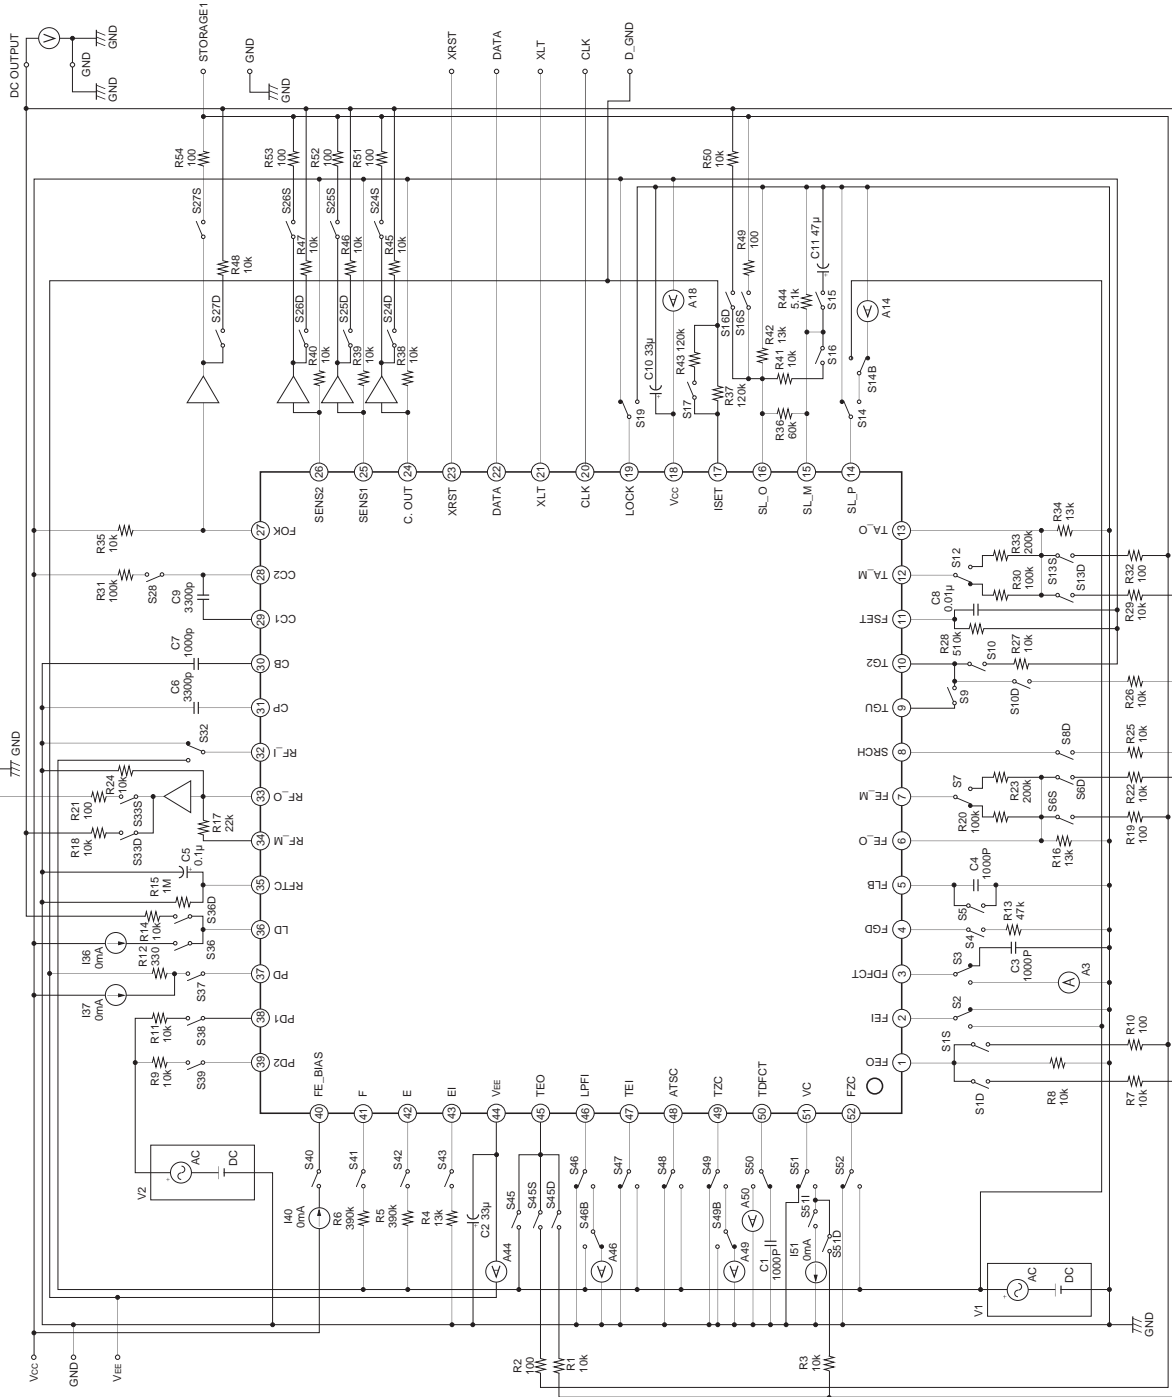 DC OUTPUT
V
GND
GND
GND
STORAGE1
GND
GND
XRST
DATA
XLT
CLK
D_GND
R54
100
R53
100
R52
100
R51
100
R50
10k
S27S
S26S
S25S
S24S
R48
10k
R47
10k
R46
10k
R45
10k
R49
100
S27D
S26D
S25D
S24D
R40
10k
R39
10k
R38
10k
C10 33µ
A
A18
R43 120k
S17
R37
120k
S19
S16D
S16S
R42
13k
R41
10k
R44
5.1k
C11 47µ
S15
S16
R36
60k
A
A14
S14B
S14
26
SENS2
25
SENS1
24
C. OUT
23
XRST
22
DATA
21
XLT
20
CLK
19
LOCK
18
Vcc
17
ISET
16
SL_O
15
SL_M
14
SL_P
R35
10k
27
FOK
R31
100k
S28
28
CC2
C9
3300p
29
CC1
C7
1000p
30
CB
C6
3300p
31
CP
S32
32
RF_I
GND
R24
10k
R21
100
S33S
33
RF_O
R18
10k
S33D
R17
22k
34
RF_M
C5
0.1µ
R15
1M
35
RFTC
S36D
R14
10k
36
LD
I36
0mA
S36
R12
330
37
PD
I37
0mA
S37
R11
10k
S38
38
PD1
R9
10k
S39
39
PD2
13
TA_O
R34
13k
R33
200k
S12
12
TA_M
R30
100k
S13S
S13D
R32
100
R29
10k
C8
0.01µ
11
FSET
R28
510k
10
TG2
S10
R27
10k
9
TGU
S9
S10D
R26
10k
8
SRCH
S8D
R25
10k
7
FE_M
S7
R23
200k
R20
100k
S6S
S6D
R22
10k
R19
100
6
FE_O
R16
13k
5
FLB
C4
1000P
S5
4
FGD
S4
R13
47k
3
FDFCT
S3
C3
1000P
A
A3
2
FEI
S2
1
FEO
S1S
S1D
R10
100
R8
10k
R7
10k
40
FE_BIAS
41
F
42
E
43
EI
44
VEE
45
TEO
46
LPFI
47
TEI
48
ATSC
49
TZC
50
TDFCT
51
VC
52
FZC
V2
AC
DC
S40
I40
0mA
S41
R6
390k
S42
R5
390k
S43
R4
13k
C2 33µ
A
A44
S45
S45S
S45D
S46
S46B
A
A46
S47
S48
S49
S49B
A
A49
S50
A50
A
C1
1000P
S51
S51I
I51
0mA
S51D
S52
V1
AC
DC
Vcc
GND
VEE
R2
100
R1
10k
R3
10k
GND